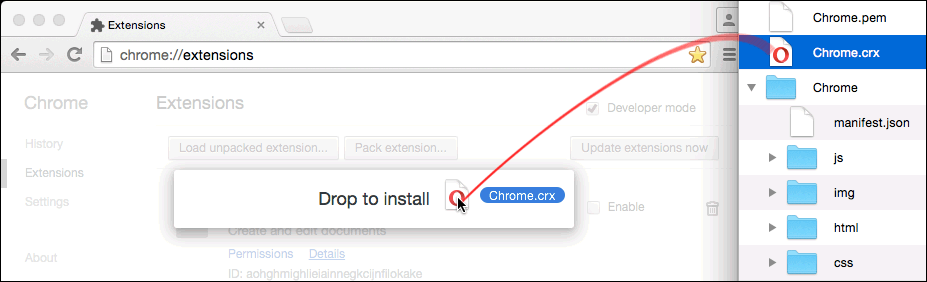 Extensions
chrome://extensions
Chrome
Extensions
Developer mode
History
Extensions
Settings
About
Load unpacked extension...
Pack extension...
Update extensions now
Drop to install
Chrome.crx
Enable
Create and edit documents
Permissions
Details
ID: aohghmighlieiainnegkcijnfilokake
Chrome.pem
Chrome.crx
Chrome
manifest.json
js
img
html
css